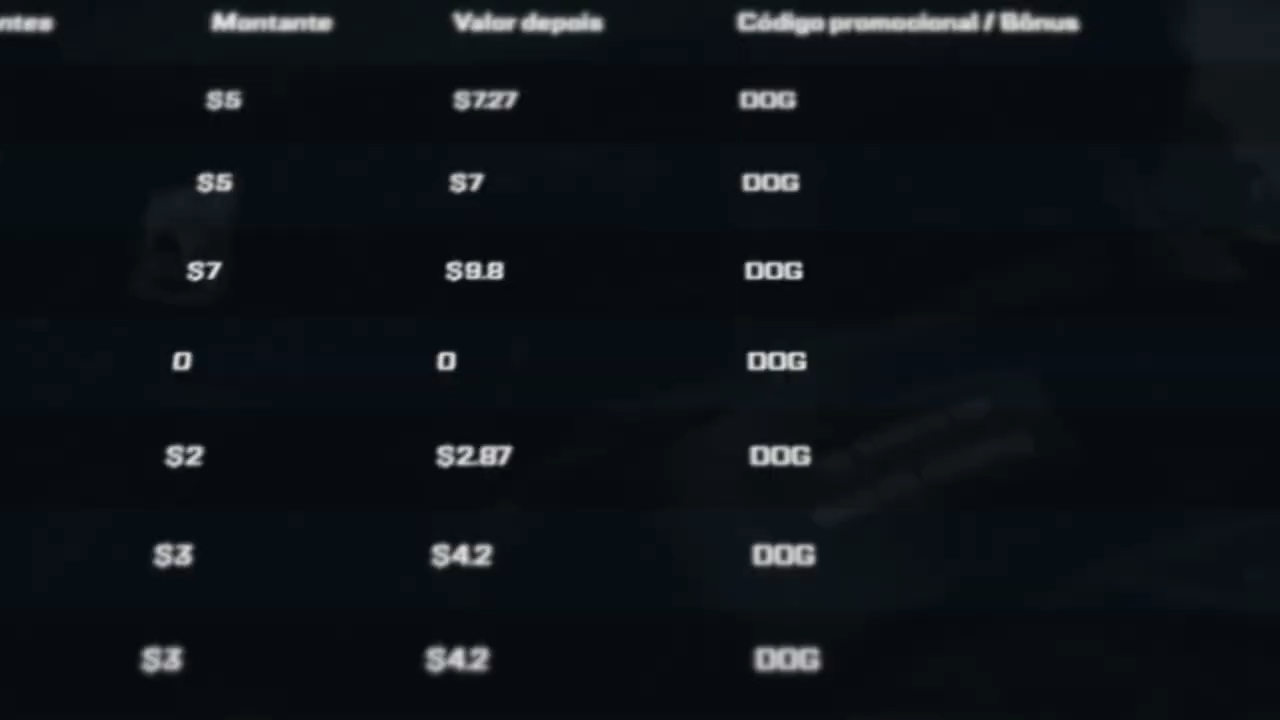 ntes Montante Valor depois Código promocional / Bônus
$5 $7.27 DOG
$5 $7 DOG
$7 $9.8 DOG
0 0 DOG
$2 $2.87 DOG
$3 $4.2 DOG
$3 $4.2 DOG